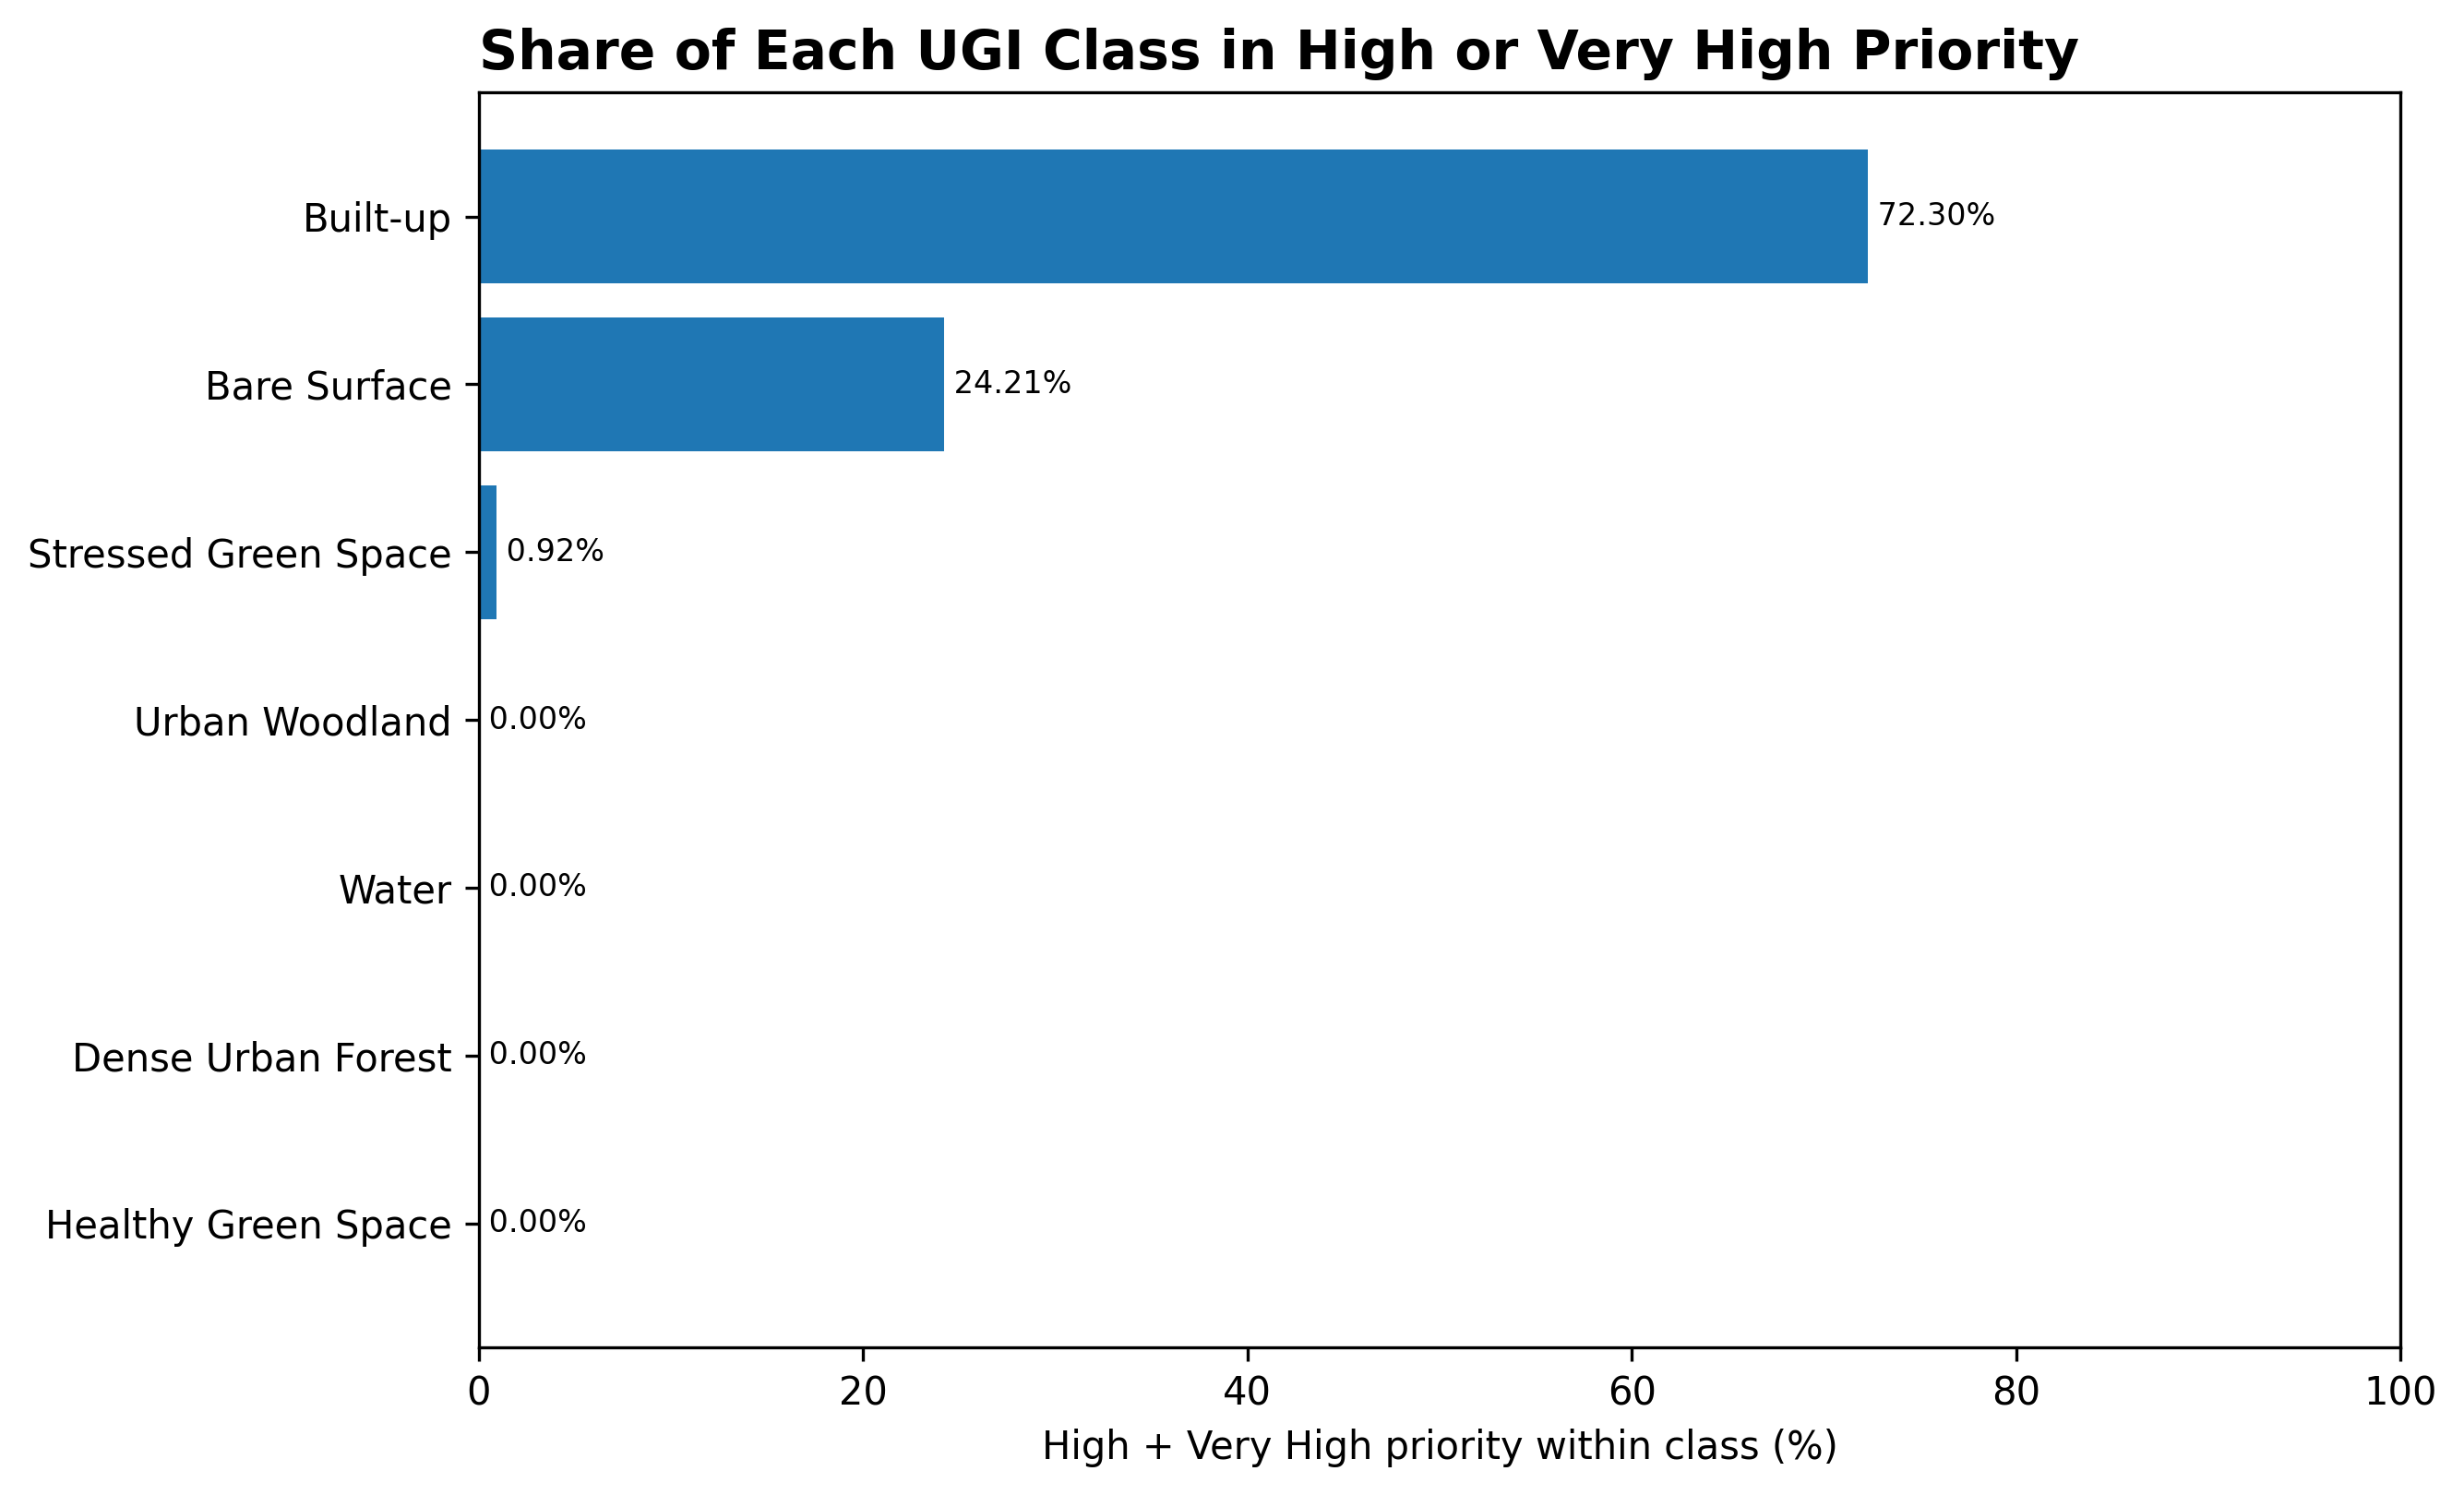 Share of Each UGI Class in High or Very High Priority
Built-up
72.30%
Bare Surface
24.21%
Stressed Green Space
0.92%
Urban Woodland
0.00%
Water
0.00%
Dense Urban Forest
0.00%
Healthy Green Space
0.00%
0 20 40 60 80 100
High + Very High priority within class (%)